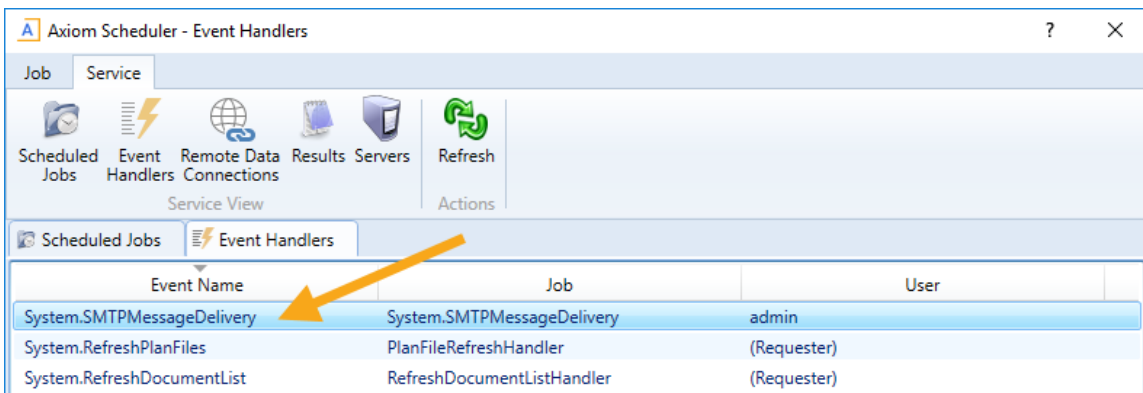 A Axiom Scheduler - Event Handlers ?
Job Service
Scheduled Jobs
Event Handlers
Remote Data Connections
Results
Servers
Refresh
Service View
Actions
Scheduled Jobs
Event Handlers
Event Name Job User
System.SMTPMessageDelivery System.SMTPMessageDelivery admin
System.RefreshPlanFiles PlanFileRefreshHandler (Requester)
System.RefreshDocumentList RefreshDocumentListHandler (Requester)